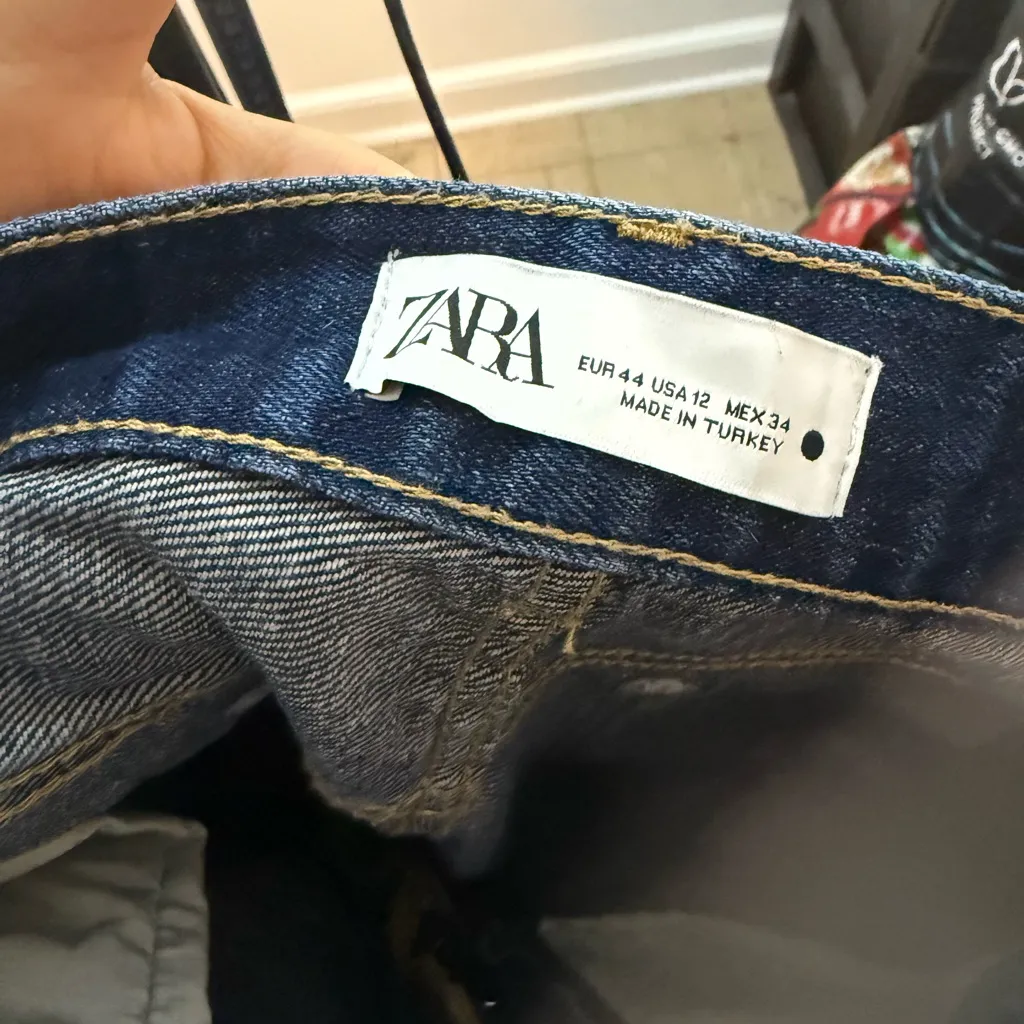 ZARA
EUR 44 USA 12 MEX 34
MADE IN TURKEY